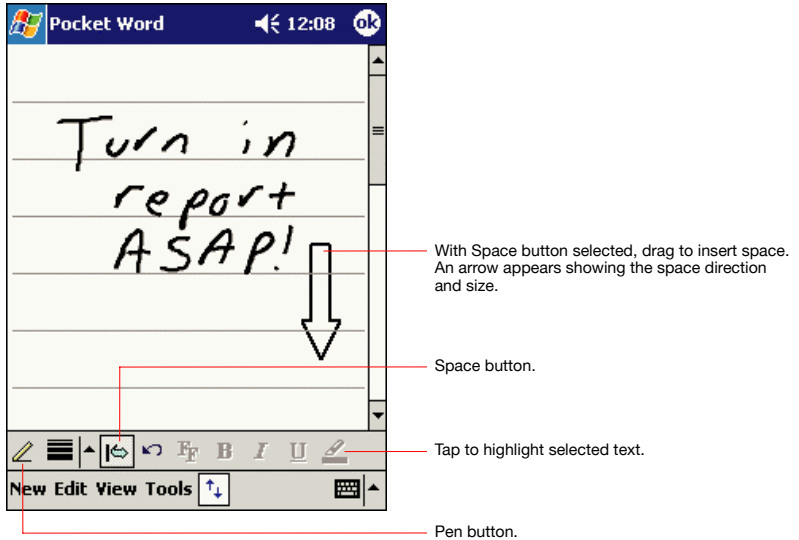 Pocket Word 12:08 ok
Turn in
report
ASAP!
With Space button selected, drag to insert space.
An arrow appears showing the space direction
and size.
Space button.
FF B I U
Tap to highlight selected text.
New Edit View Tools
Pen button.